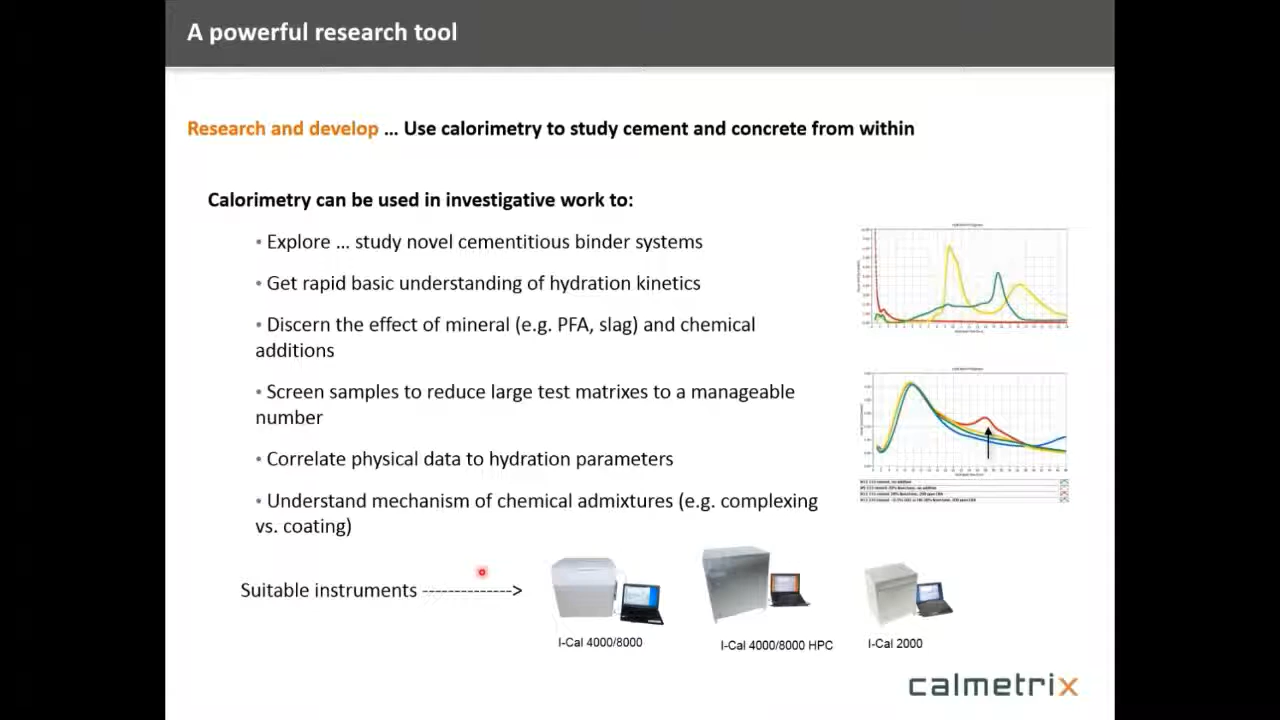 A powerful research tool
Research and develop ... Use calorimetry to study cement and concrete from within
Calorimetry can be used in investigative work to:
• Explore ... study novel cementitious binder systems
• Get rapid basic understanding of hydration kinetics
• Discern the effect of mineral (e.g. PFA, slag) and chemical
additions
• Screen samples to reduce large test matrixes to a manageable
number
• Correlate physical data to hydration parameters
• Understand mechanism of chemical admixtures (e.g. complexing
vs. coating)
Suitable instruments -------------->
I-Cal 4000/8000
I-Cal 4000/8000 HPC
I-Cal 2000
calmetrix